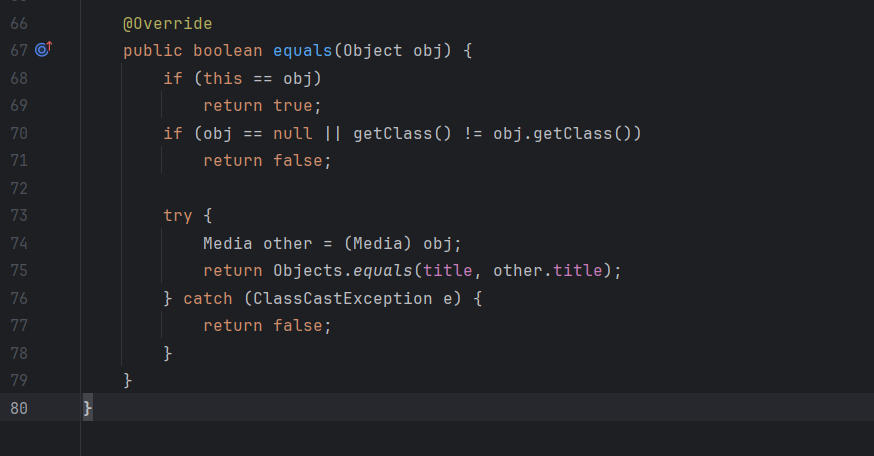 66 @Override
67 public boolean equals(Object obj) {
68 if (this == obj)
69 return true;
70 if (obj == null || getClass() != obj.getClass())
71 return false;
72
73 try {
74 Media other = (Media) obj;
75 return Objects.equals(title, other.title);
76 } catch (ClassCastException e) {
77 return false;
78 }
79 }
80 }